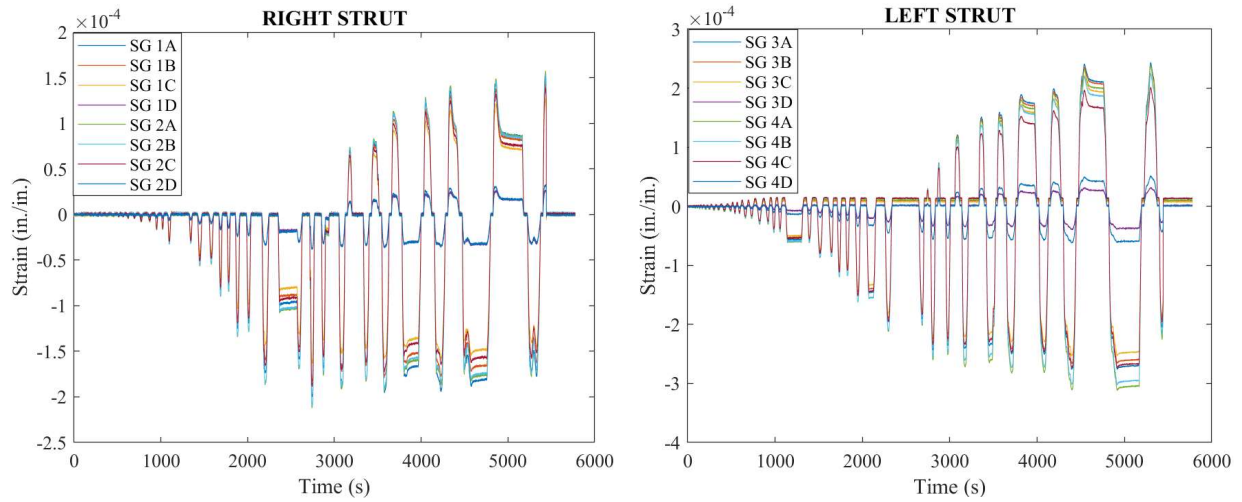 RIGHT STRUT
×10⁻⁴
SG 1A
SG 1B
SG 1C
SG 1D
SG 2A
SG 2B
SG 2C
SG 2D
Strain (in./in.)
2
1.5
1
0.5
0
-0.5
-1
-1.5
-2
-2.5
0
1000
2000
3000
4000
5000
6000
Time (s)
LEFT STRUT
×10⁻⁴
SG 3A
SG 3B
SG 3C
SG 3D
SG 4A
SG 4B
SG 4C
SG 4D
Strain (in./in.)
3
2
1
0
-1
-2
-3
-4
0
1000
2000
3000
4000
5000
6000
Time (s)